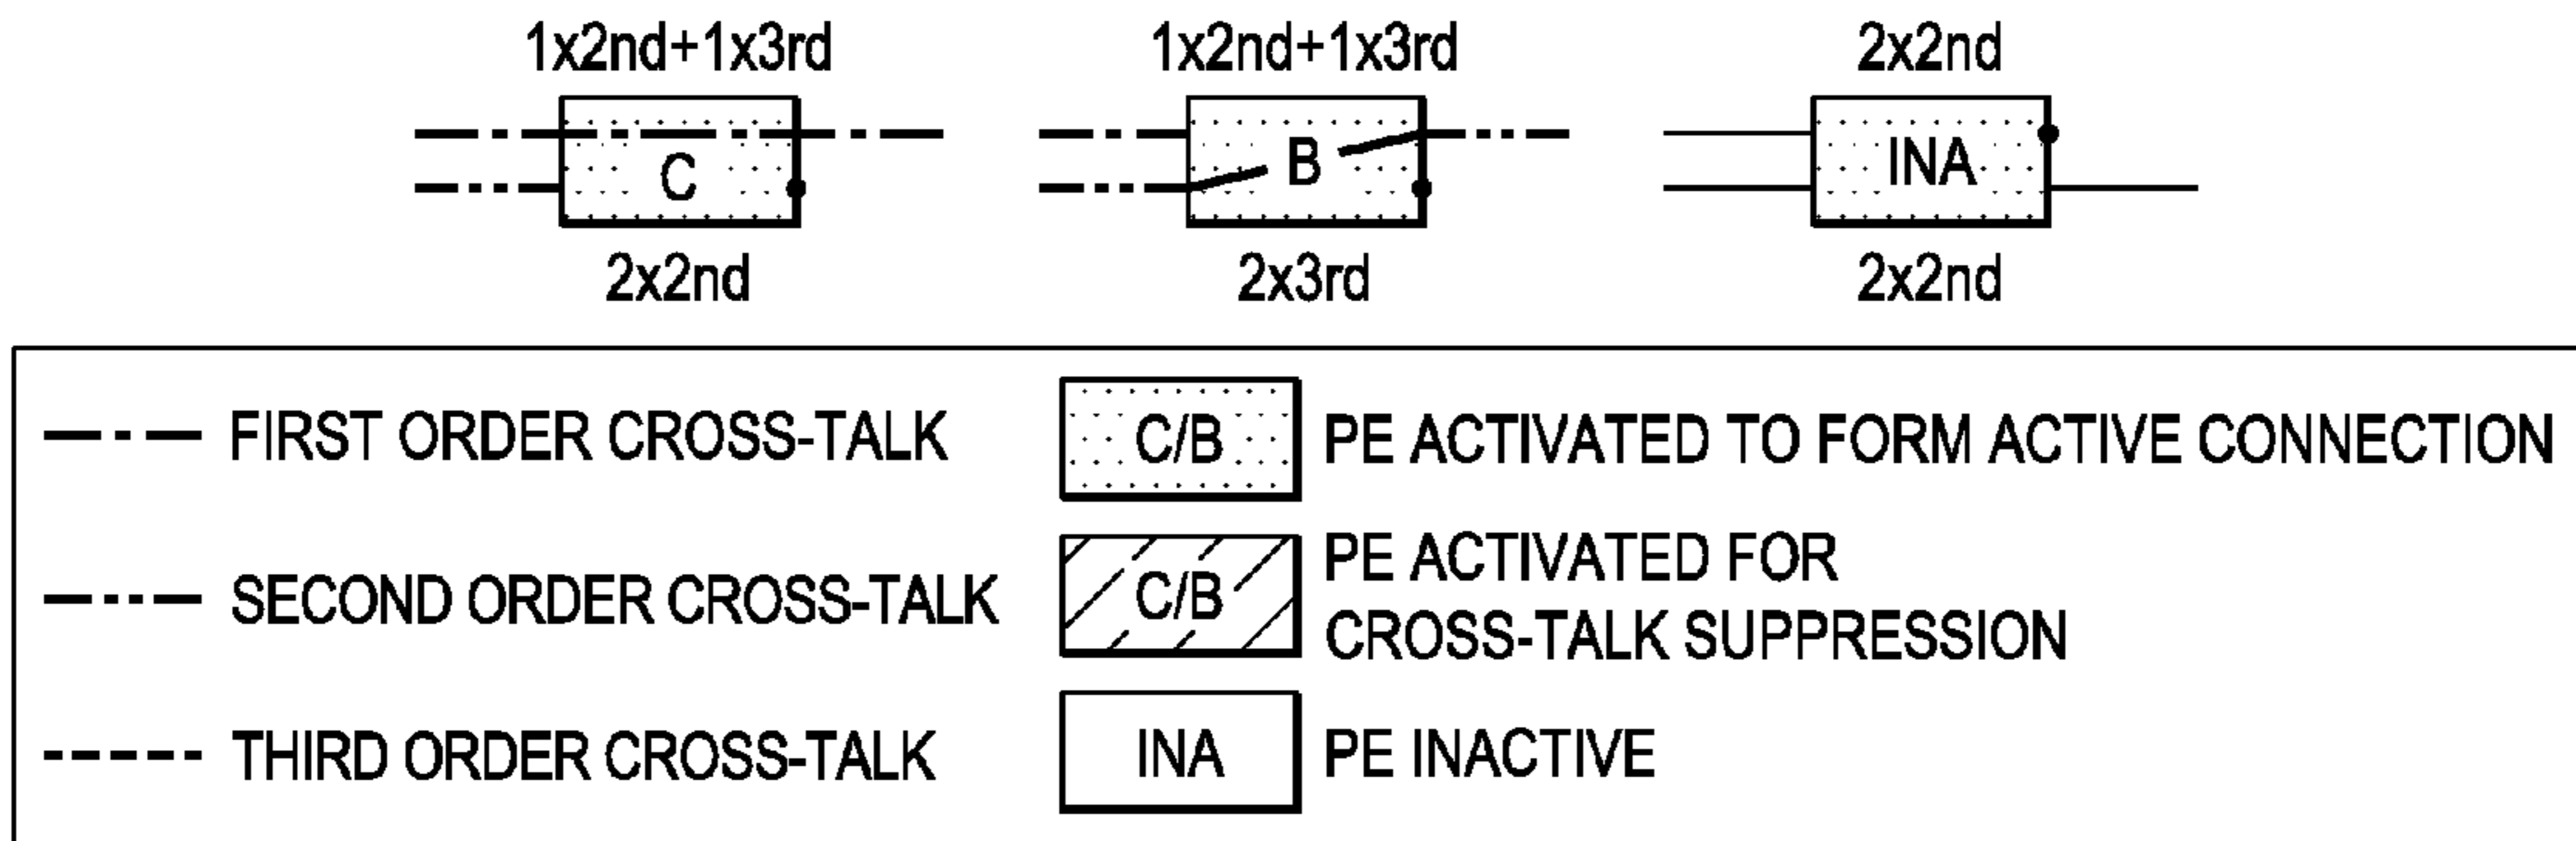 1x2nd+1x3rd
1x2nd+1x3rd
2x2nd
C
B
INA
2x2nd
2x3rd
2x2nd
FIRST ORDER CROSS-TALK
C/B
PE ACTIVATED TO FORM ACTIVE CONNECTION
SECOND ORDER CROSS-TALK
C/B
PE ACTIVATED FOR
CROSS-TALK SUPPRESSION
THIRD ORDER CROSS-TALK
INA
PE INACTIVE